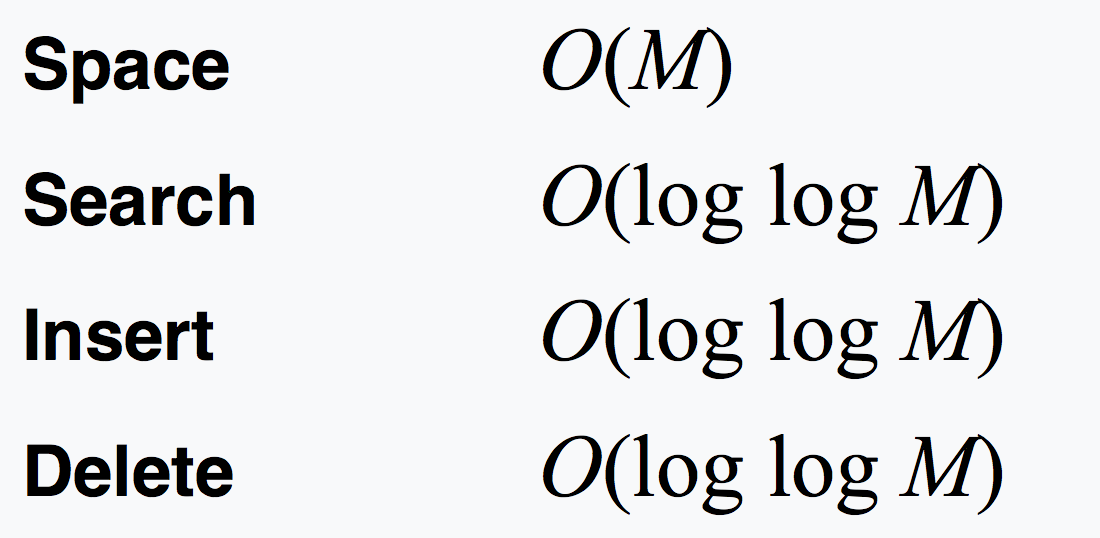 Space O(M)
Search O(log log M)
Insert O(log log M)
Delete O(log log M)